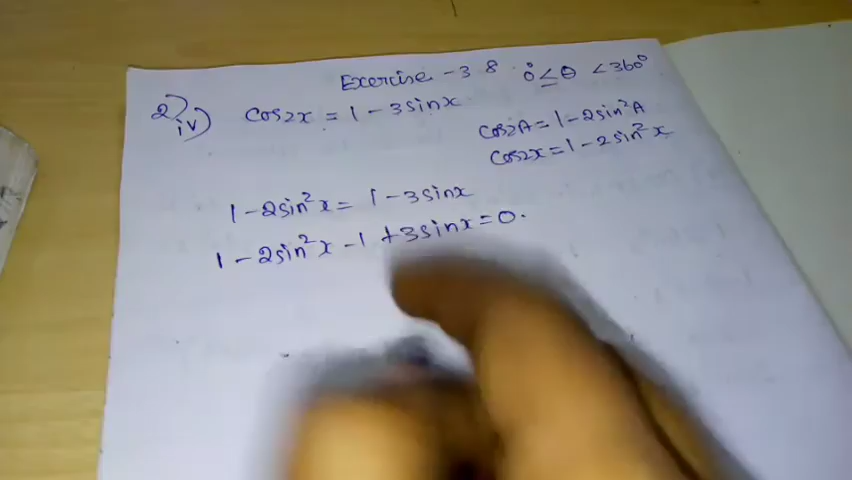 Exercise - 3 8 0° ≤ θ < 360°
2) iv) cos2x = 1 - 3sinx
cos2A = 1 - 2sin²A
cos2x = 1 - 2sin²x
1 - 2sin²x = 1 - 3sinx
1 - 2sin²x - 1 + 3sinx = 0.